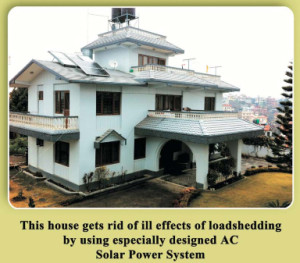 This house gets rid of ill effects of loadshedding
by using especially designed AC
Solar Power System